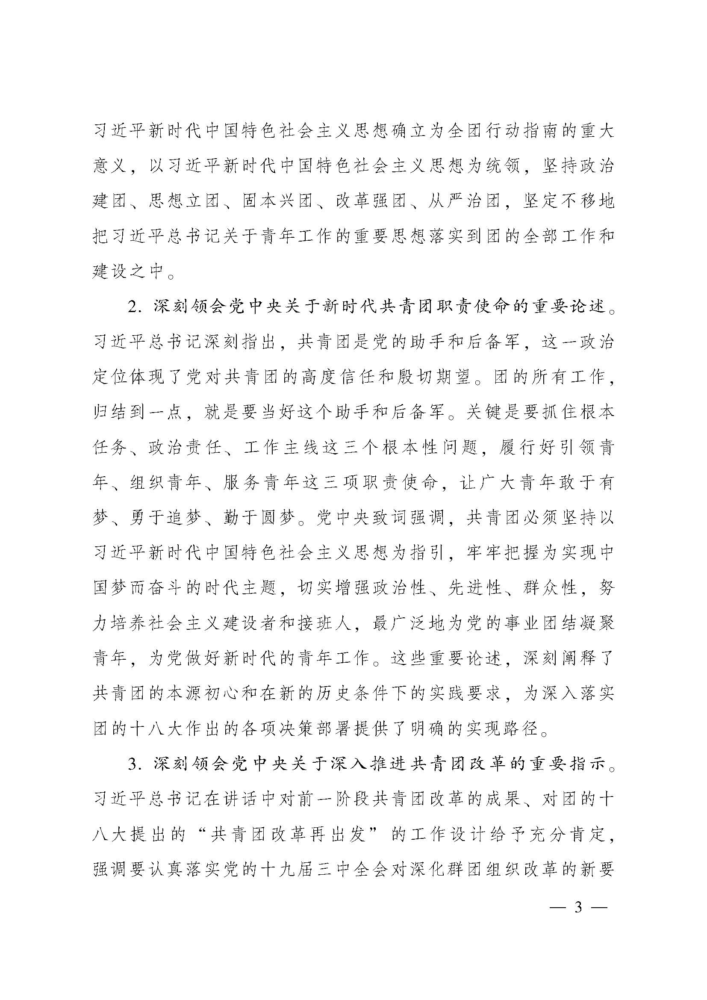 习近平新时代中国特色社会主义思想确立为全团行动指南的重大
意义，以习近平新时代中国特色社会主义思想为统领，坚持政治
建团、思想立团、固本兴团、改革强团、从严治团，坚定不移地
把习近平总书记关于青年工作的重要思想落实到团的全部工作和
建设之中。
2. 深刻领会党中央关于新时代共青团职责使命的重要论述。
习近平总书记深刻指出，共青团是党的助手和后备军，这一政治
定位体现了党对共青团的高度信任和殷切期望。团的所有工作，
归结到一点，就是要当好这个助手和后备军。关键是要抓住根本
任务、政治责任、工作主线这三个根本性问题，履行好引领青
年、组织青年、服务青年这三项职责使命，让广大青年敢于有
梦、勇于追梦、勤于圆梦。党中央致词强调，共青团必须坚持以
习近平新时代中国特色社会主义思想为指引，牢牢把握为实现中
国梦而奋斗的时代主题，切实增强政治性、先进性、群众性，努
力培养社会主义建设者和接班人，最广泛地为党的事业团结凝聚
青年，为党做好新时代的青年工作。这些重要论述，深刻阐释了
共青团的本源初心和在新的历史条件下的实践要求，为深入落实
团的十八大作出的各项决策部署提供了明确的实现路径。
3. 深刻领会党中央关于深入推进共青团改革的重要指示。
习近平总书记在讲话中对前一阶段共青团改革的成果、对团的十
八大提出的“共青团改革再出发”的工作设计给予充分肯定，
强调要认真落实党的十九届三中全会对深化群团组织改革的新要
— 3 —